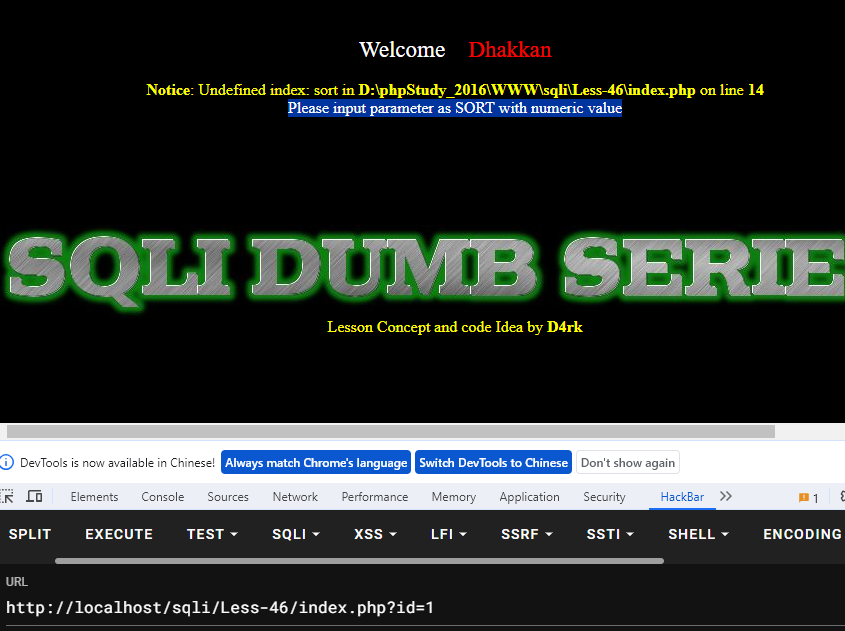 Welcome Dhakkan
Notice: Undefined index: sort in D:\phpStudy_2016\WWW\sqli\Less-46\index.php on line 14
Please input parameter as SORT with numeric value
SQLI DUMB SERIE
Lesson Concept and code Idea by D4rk
DevTools is now available in Chinese! Always match Chrome's language Switch DevTools to Chinese Don't show again
Elements Console Sources Network Performance Memory Application Security HackBar 1
SPLIT EXECUTE TEST SQLI XSS LFI SSRF SSTI SHELL ENCODING
URL
http://localhost/sqli/Less-46/index.php?id=1